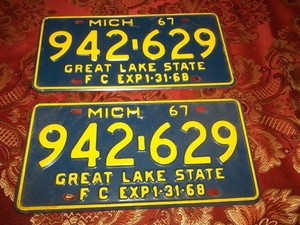 MICH 67
942-629
GREAT LAKE STATE
F C EXP 1-31-68
MICH 67
942-629
GREAT LAKE STATE
F C EXP 1-31-68